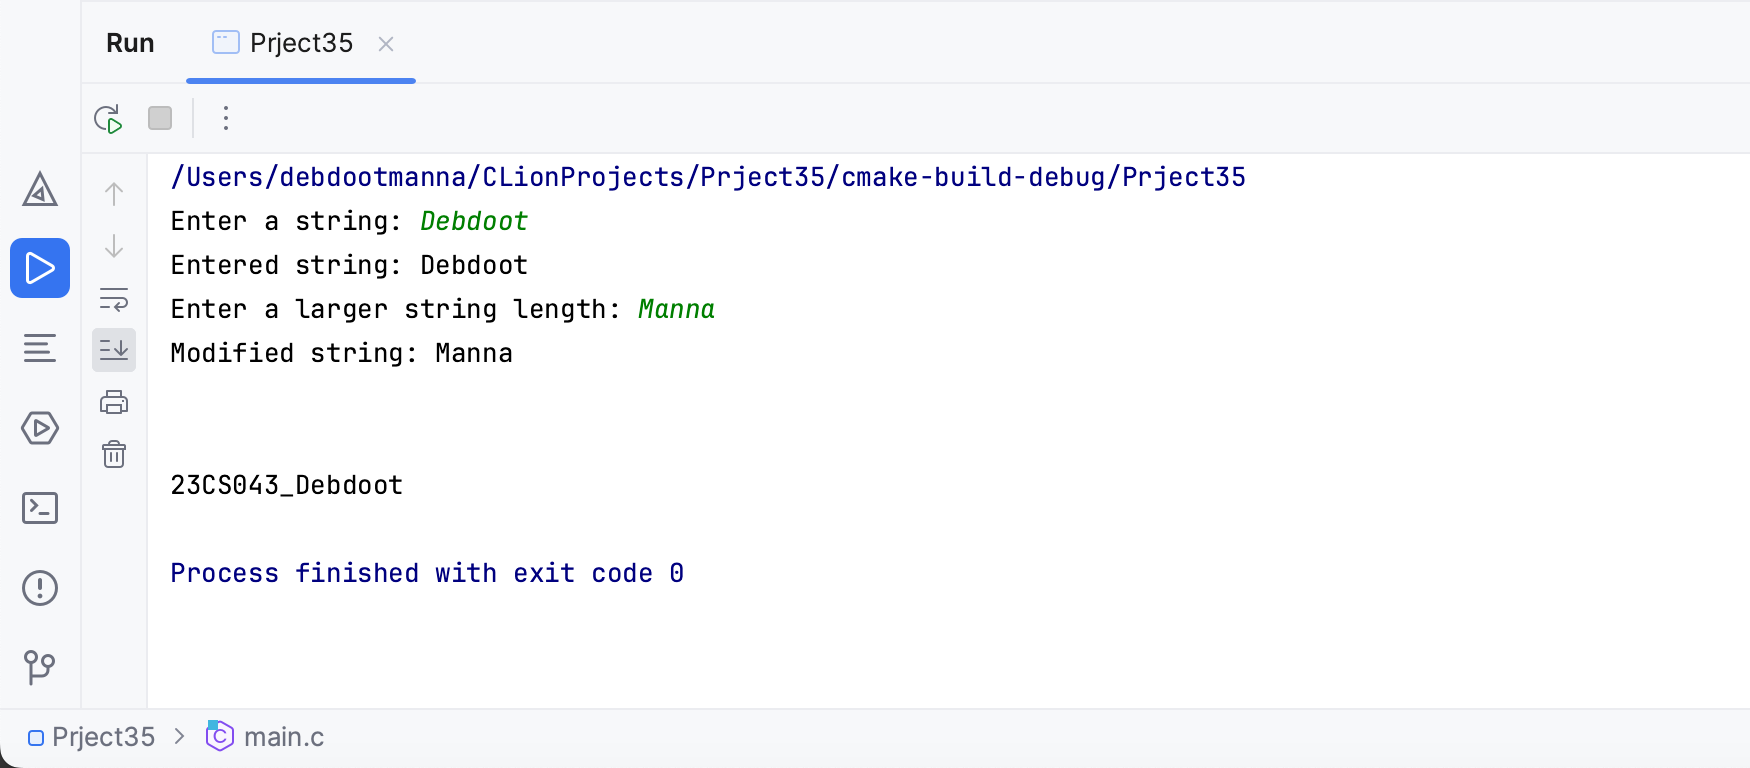 Run Prject35
/Users/debdootmanna/CLionProjects/Prject35/cmake-build-debug/Prject35
Enter a string: Debdoot
Entered string: Debdoot
Enter a larger string length: Manna
Modified string: Manna
23CS043_Debdoot
Process finished with exit code 0
Prject35 > main.c